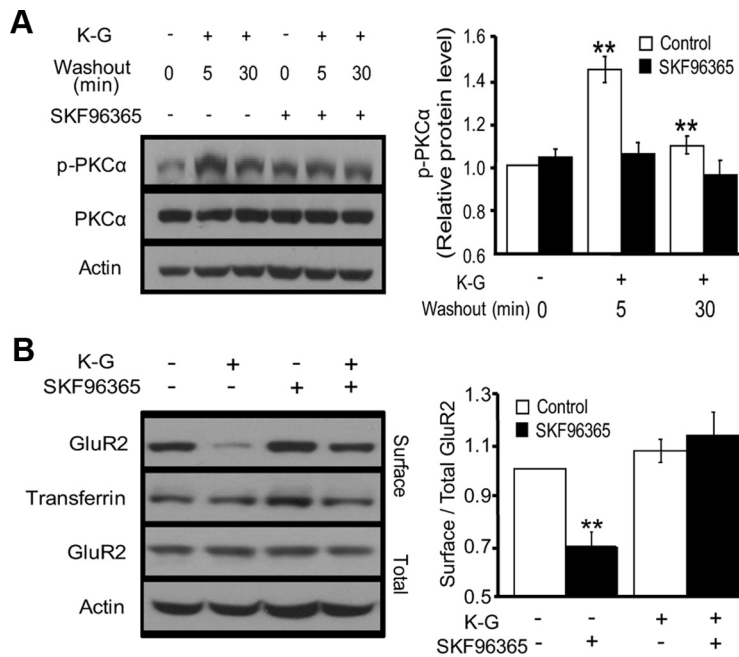 A
K-G - + + - + +
Washout (min) 0 5 30 0 5 30
SKF96365 - - - + + +
p-PKCα
PKCα
Actin
p-PKCα
(Relative protein level)
1.6
1.4
1.2
1.0
0.8
0.6
Control
SKF96365
**
**
K-G - + +
Washout (min) 0 5 30
B
K-G - + - +
SKF96365 - - + +
GluR2
Transferrin
GluR2
Actin
Surface
Total
Surface / Total GluR2
1.3
1.1
0.9
0.7
0.5
Control
SKF96365
**
K-G - - + +
SKF96365 - + - +